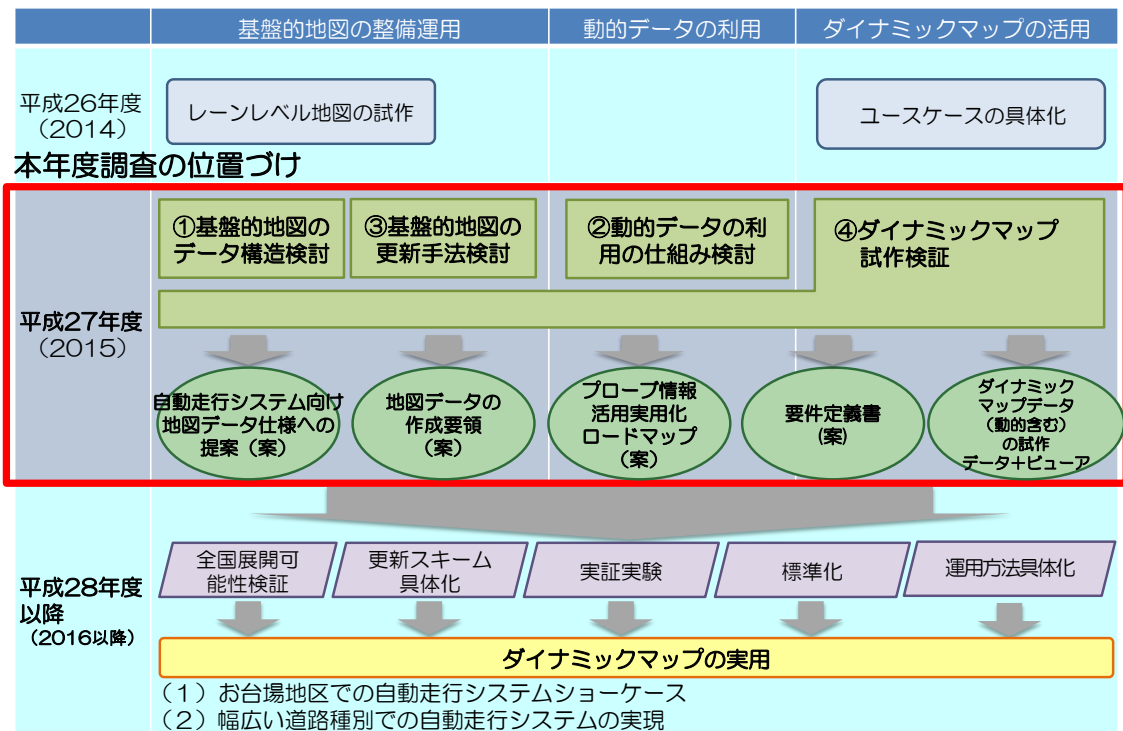 基盤的地図の整備運用
動的データの利用
ダイナミックマップの活用
平成26年度
（2014）
レーンレベル地図の試作
ユースケースの具体化
本年度調査の位置づけ
平成27年度
（2015）
①基盤的地図の
データ構造検討
③基盤的地図の
更新手法検討
②動的データの利
用の仕組み検討
④ダイナミックマップ
試作検証
自動走行システム向け
地図データ仕様への
提案（案）
地図データの
作成要領
（案）
プローブ情報
活用実用化
ロードマップ
（案）
要件定義書
(案)
ダイナミック
マップデータ
（動的含む）
の試作
データ＋ビューア
平成28年度
以降
（2016以降）
全国展開可
能性検証
更新スキーム
具体化
実証実験
標準化
運用方法具体化
ダイナミックマップの実用
（1）お台場地区での自動走行システムショーケース
（2）幅広い道路種別での自動走行システムの実現